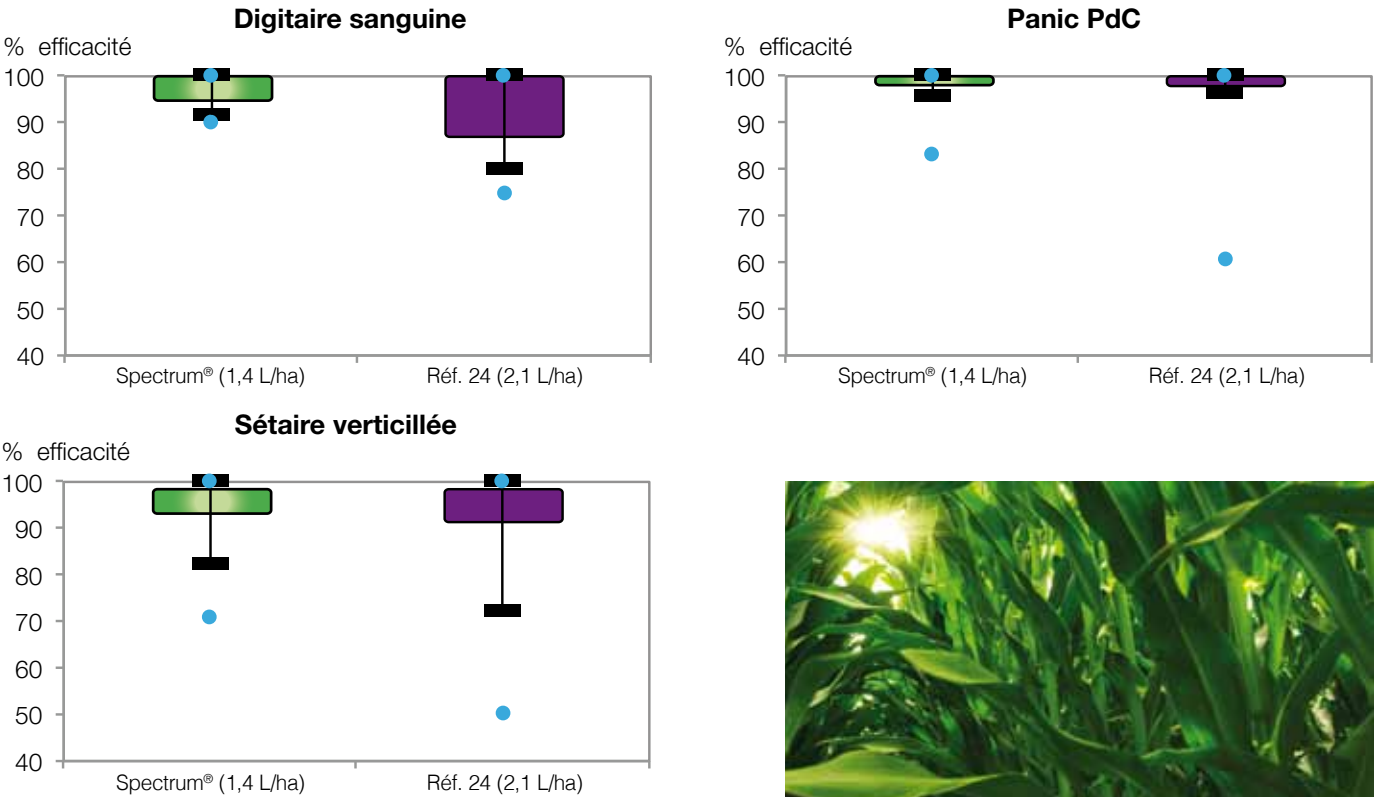 Digitaire sanguine
% efficacité
100
90
80
70
60
50
40
Spectrum® (1,4 L/ha)
Réf. 24 (2,1 L/ha)
Panic PdC
% efficacité
100
90
80
70
60
50
40
Spectrum® (1,4 L/ha)
Réf. 24 (2,1 L/ha)
Sétaire verticillée
% efficacité
100
90
80
70
60
50
40
Spectrum® (1,4 L/ha)
Réf. 24 (2,1 L/ha)